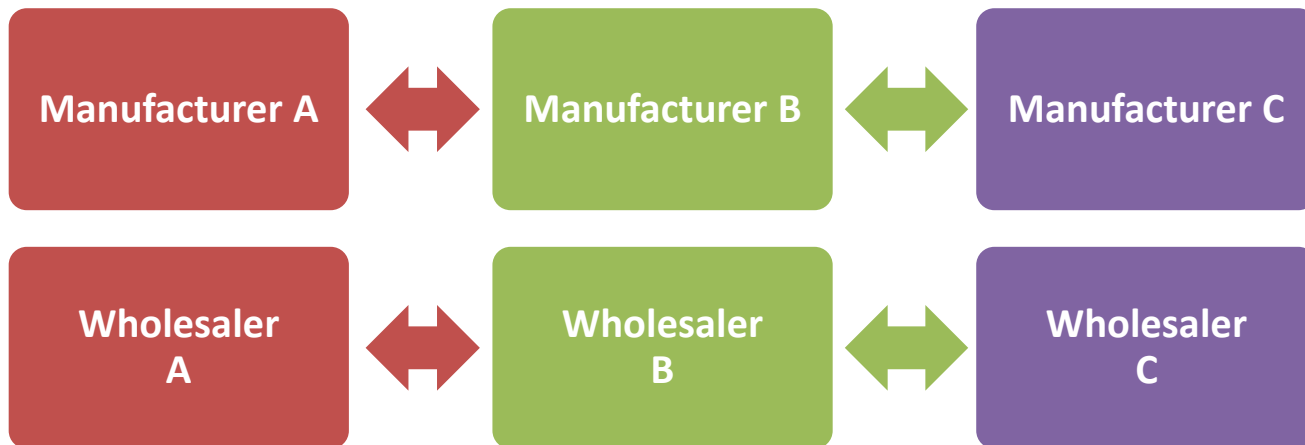 Manufacturer A
Manufacturer B
Manufacturer C
Wholesaler
A
Wholesaler
B
Wholesaler
C